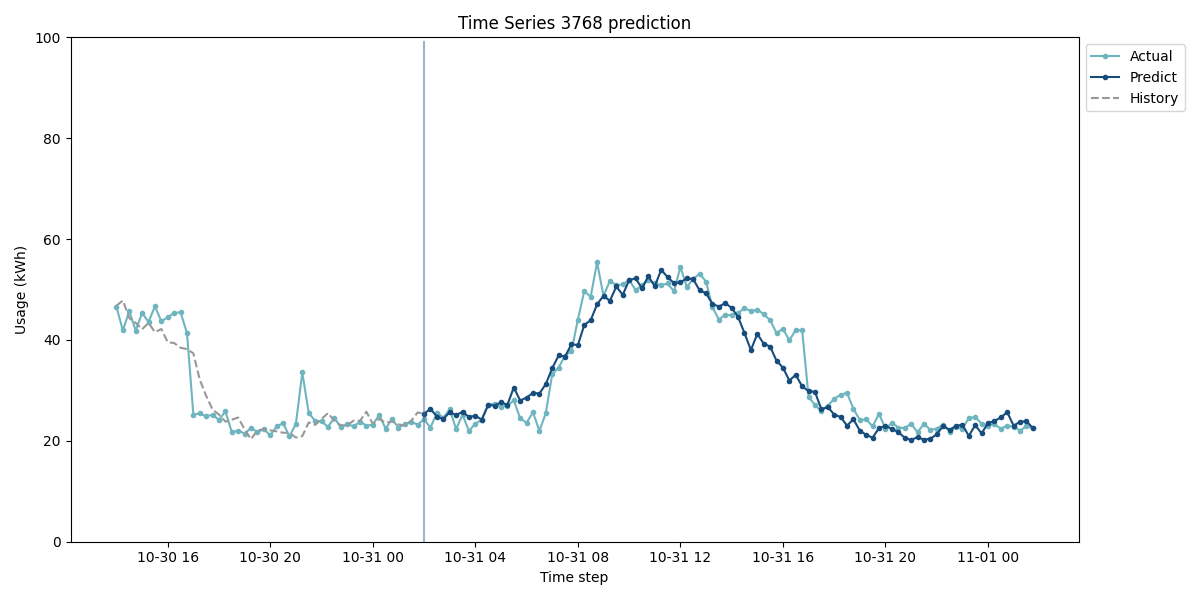 Time Series 3768 prediction
100
80
60
40
20
0
Usage (kWh)
10-30 16
10-30 20
10-31 00
10-31 04
10-31 08
10-31 12
10-31 16
10-31 20
11-01 00
Time step
Actual
Predict
History